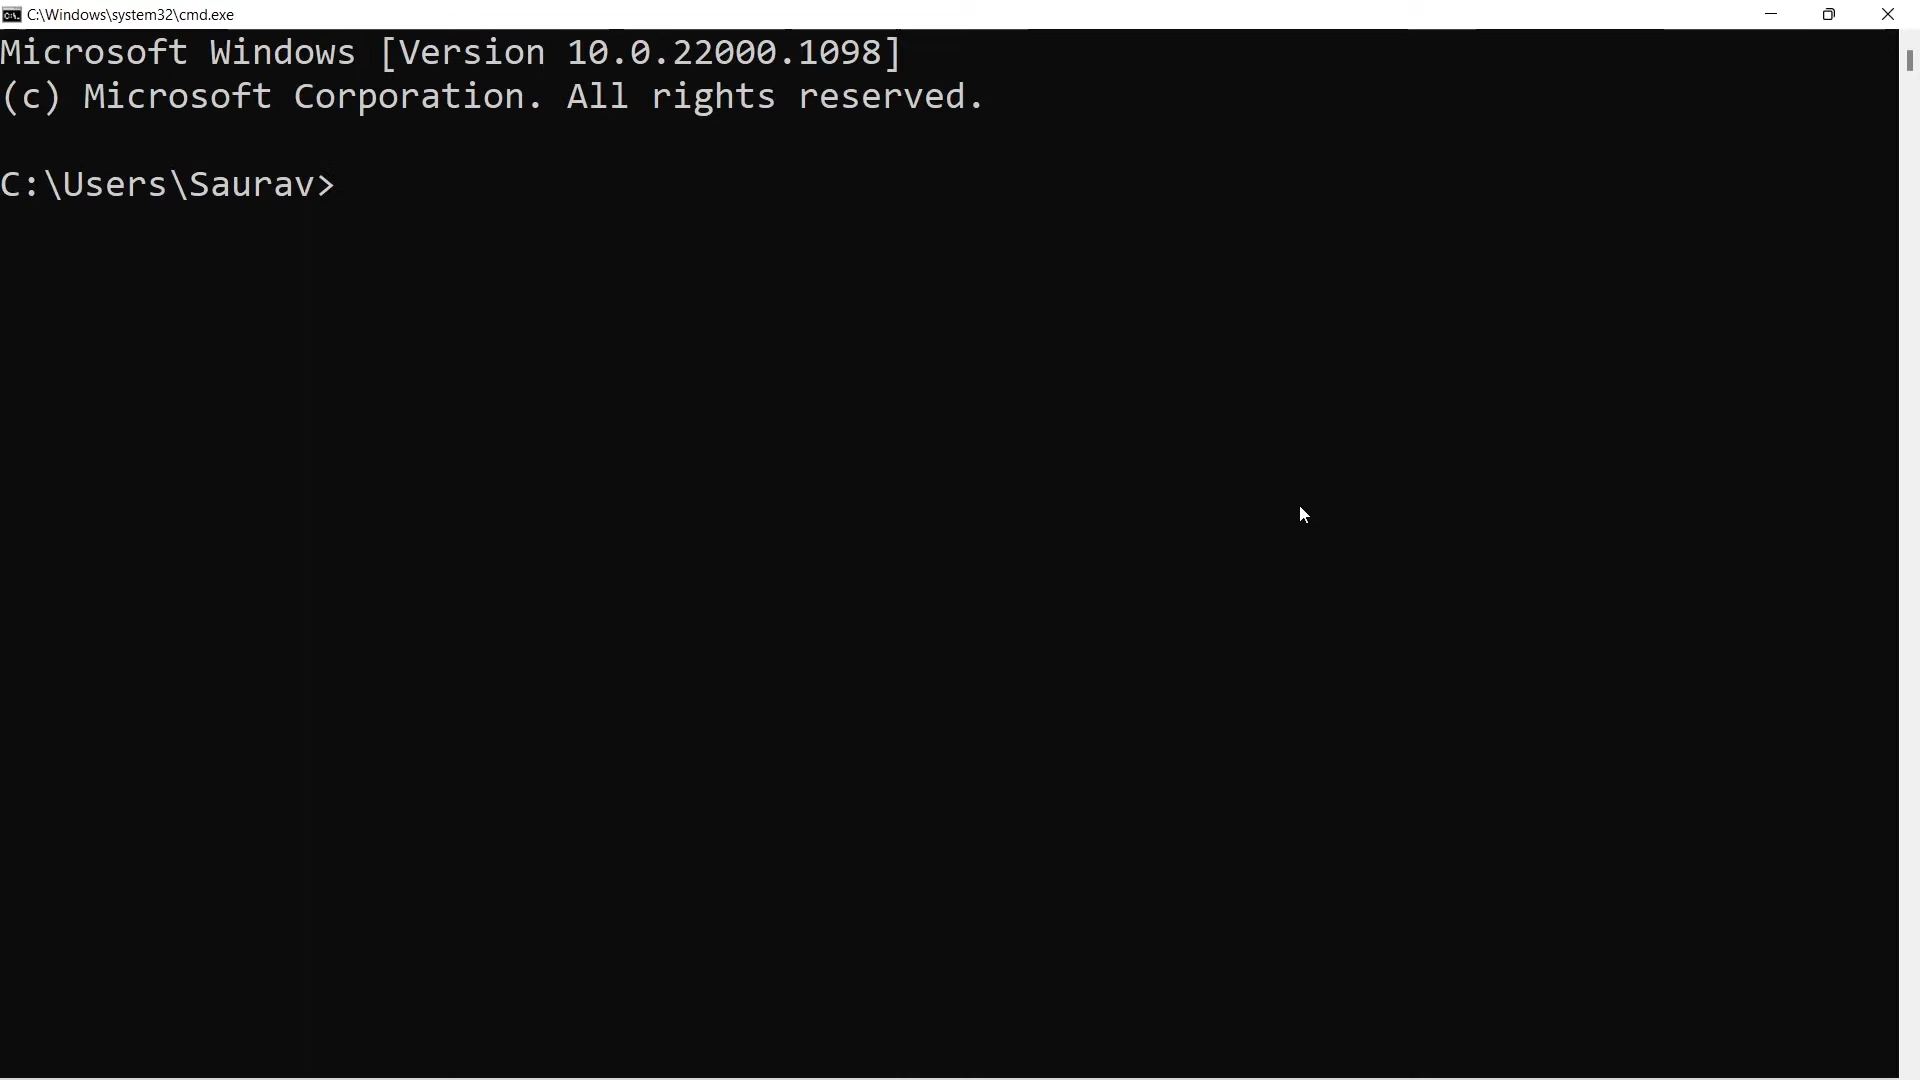 C:\Windows\system32\cmd.exe
Microsoft Windows [Version 10.0.22000.1098]
(c) Microsoft Corporation. All rights reserved.
C:\Users\Saurav>